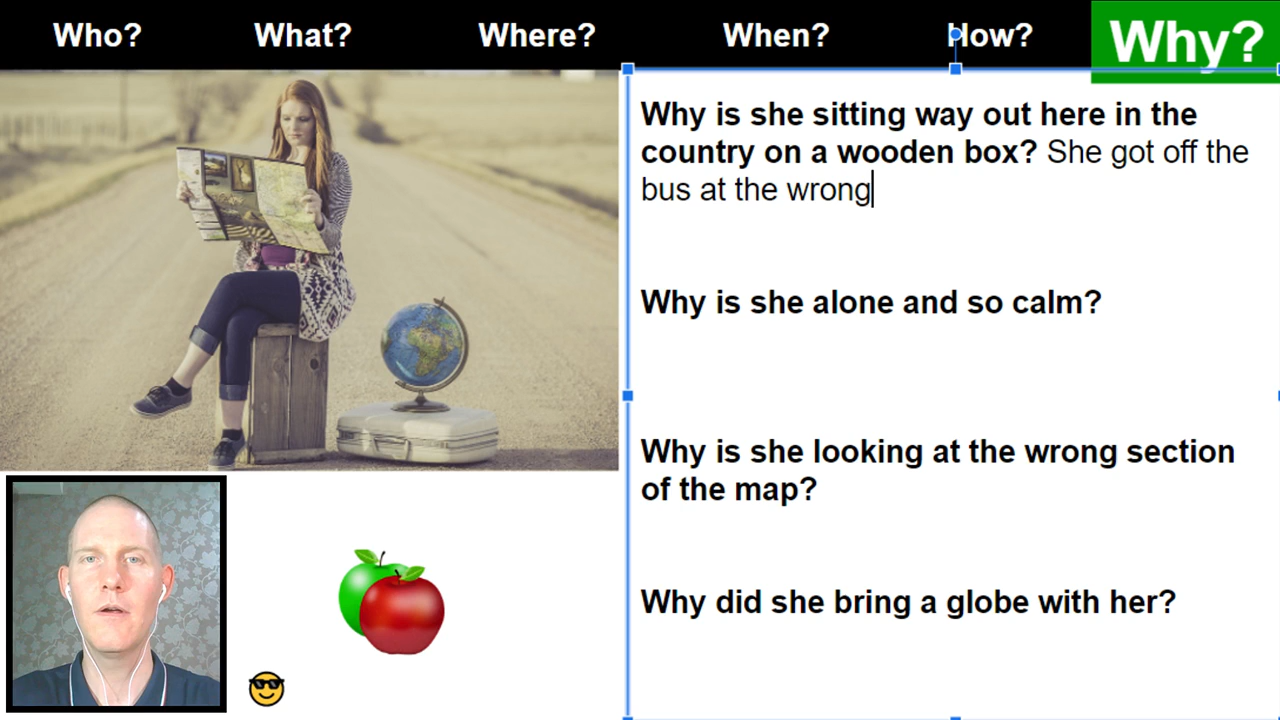 Who? What? Where? When? How? Why?
Why is she sitting way out here in the
country on a wooden box? She got off the
bus at the wrong
Why is she alone and so calm?
Why is she looking at the wrong section
of the map?
Why did she bring a globe with her?